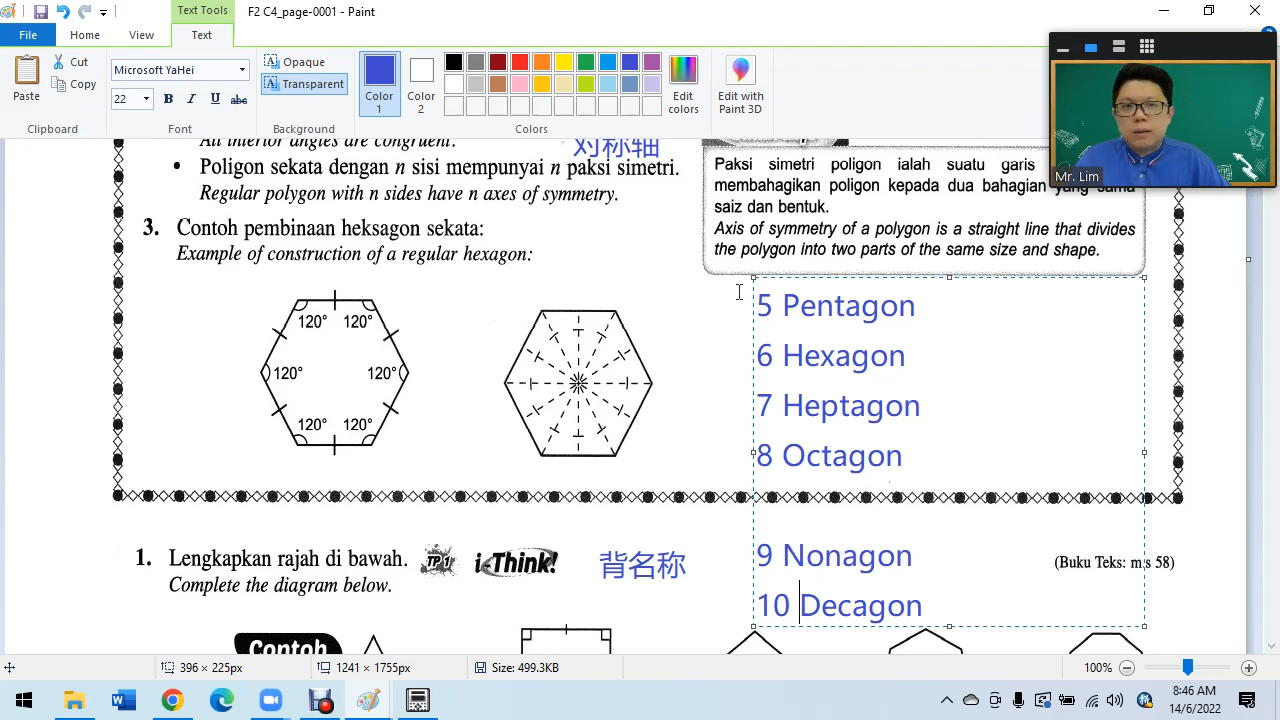 F2 C4_page-0001 - Paint
Text Tools
File
Home
View
Text
Paste
Cut
Copy
Clipboard
Microsoft YaHei
22
B
I
U
abc
Font
Opaque
Transparent
Background
Color 1
Color 2
Edit colors
Edit with Paint 3D
Colors
Mr. Lim
All interior angles are congruent.
对称轴
• Poligon sekata dengan n sisi mempunyai n paksi simetri.
Regular polygon with n sides have n axes of symmetry.
3. Contoh pembinaan heksagon sekata:
Example of construction of a regular hexagon:
Paksi simetri poligon ialah suatu garis
membahagikan poligon kepada dua bahagian yang sama
saiz dan bentuk.
Axis of symmetry of a polygon is a straight line that divides
the polygon into two parts of the same size and shape.
120° 120°
120° 120°
120° 120°
5 Pentagon
6 Hexagon
7 Heptagon
8 Octagon
9 Nonagon
10 Decagon
1. Lengkapkan rajah di bawah. TP 1 i-Think! 背名称
Complete the diagram below.
(Buku Teks: m.s 58)
Contoh
396 × 225px
1241 × 1755px
Size: 499.3KB
100%
8:46 AM
14/6/2022